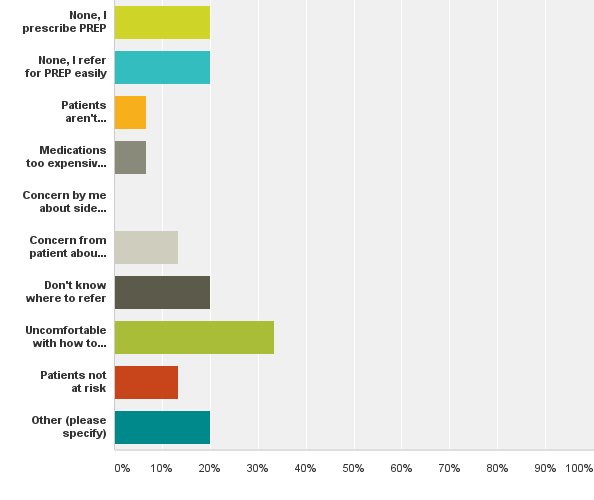 None, I
prescribe PREP
None, I refer
for PREP easily
Patients
aren't...
Medications
too expensiv...
Concern by me
about side...
Concern from
patient abou...
Don't know
where to refer
Uncomfortable
with how to...
Patients not
at risk
Other (please
specify)
0% 10% 20% 30% 40% 50% 60% 70% 80% 90% 100%